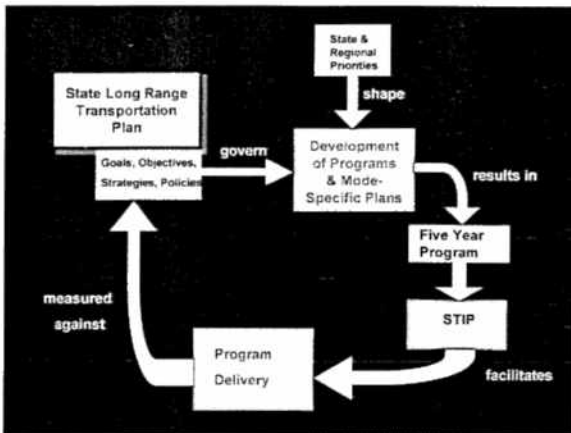 State &
Regional
Priorities
shape
State Long Range
Transportation
Plan
Goals, Objectives,
Strategies, Policies
govern
Development
of Programs
& Mode-
Specific Plans
results in
Five Year
Program
STIP
facilitates
Program
Delivery
measured
against